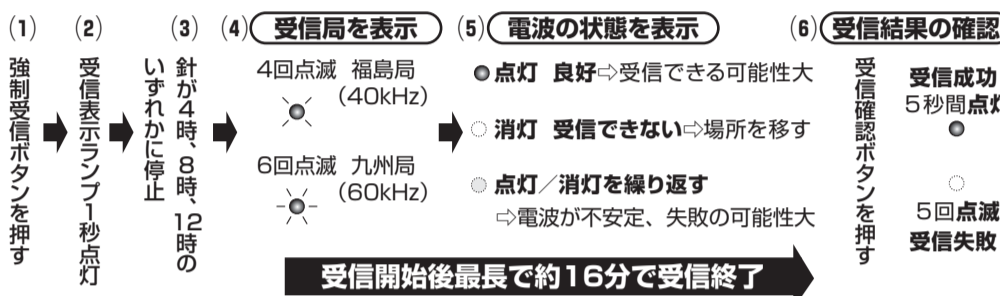 (1)
強制受信ボタンを押す
(2)
受信表示ランプ1秒点灯
(3)
針が4時、8時、12時の
いずれかに停止
(4) 受信局を表示
4回点滅 福島局
(40kHz)
6回点滅 九州局
(60kHz)
(5) 電波の状態を表示
点灯 良好⇨受信できる可能性大
消灯 受信できない⇨場所を移す
点灯/消灯を繰り返す
⇨電波が不安定、失敗の可能性大
(6) 受信結果の確認
受信確認ボタンを押す
受信成功
5秒間点灯
5回点滅
受信失敗
受信開始後最長で約16分で受信終了